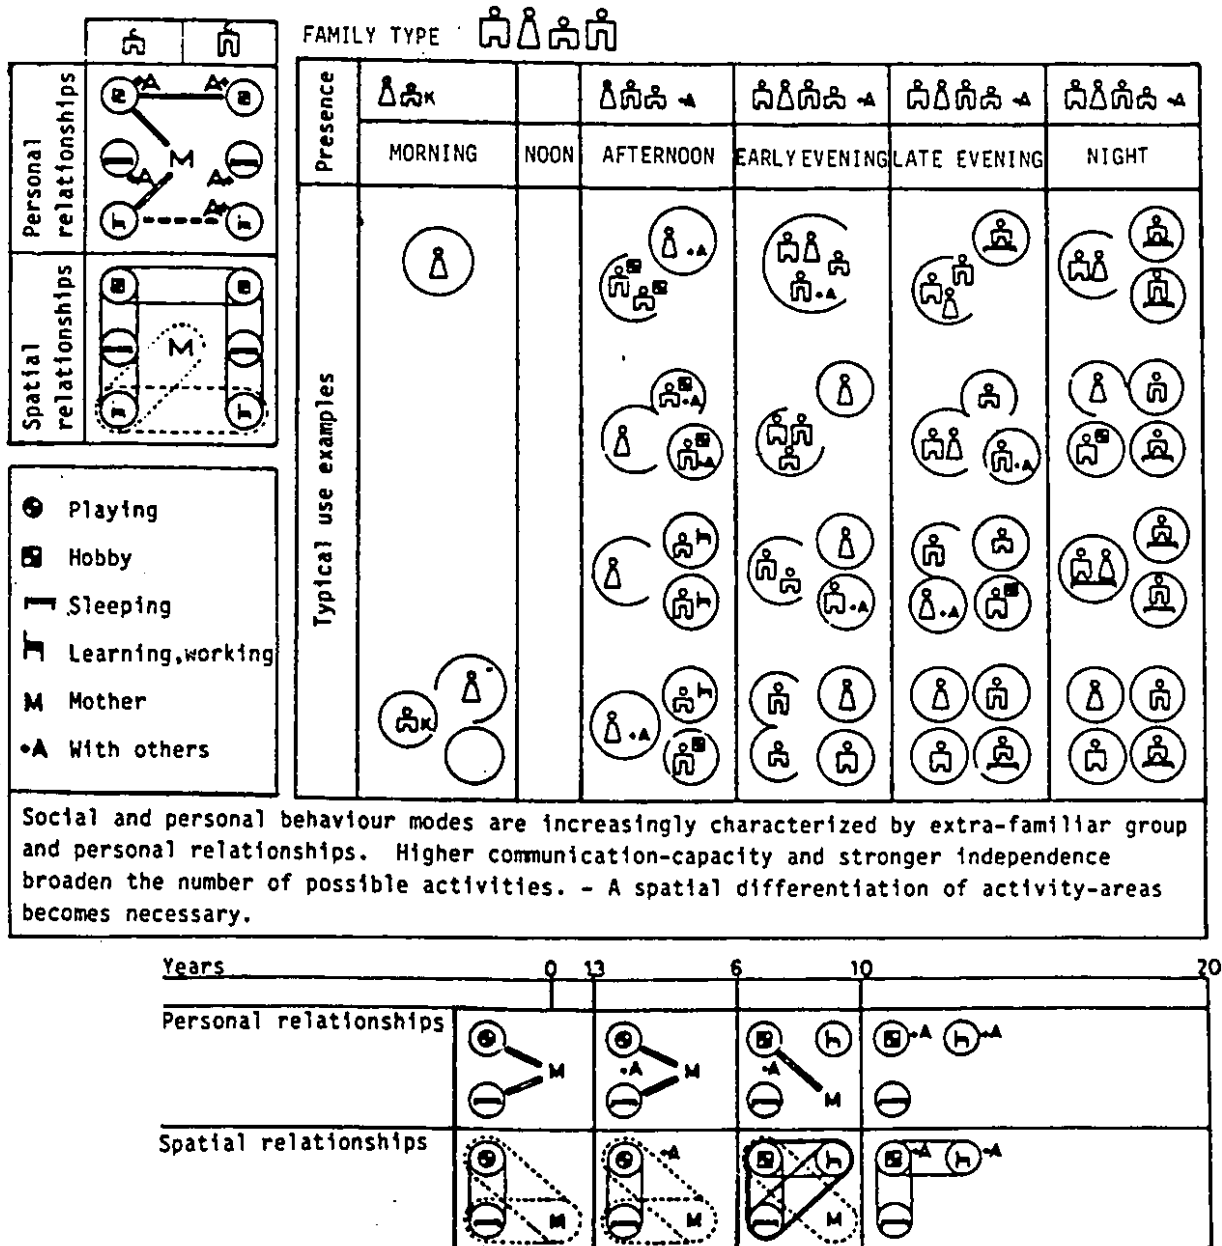 FAMILY TYPE
Personal relationships
Spatial relationships
Presence
K
A
A
A
A
MORNING
NOON
AFTERNOON
EARLY EVENING
LATE EVENING
NIGHT
Typical use examples
A A
M
A A
A
M
Playing
Hobby
Sleeping
Learning,working
M Mother
•A With others
A
A
A
A
A
A
A
A
K
A
Social and personal behaviour modes are increasingly characterized by extra-familiar group
and personal relationships. Higher communication-capacity and stronger independence
broaden the number of possible activities. - A spatial differentiation of activity-areas
becomes necessary.
Years 0 13 6 10 20
Personal relationships
M
•A M
•A M
•A •A
Spatial relationships
M
•A M
M
•A •A